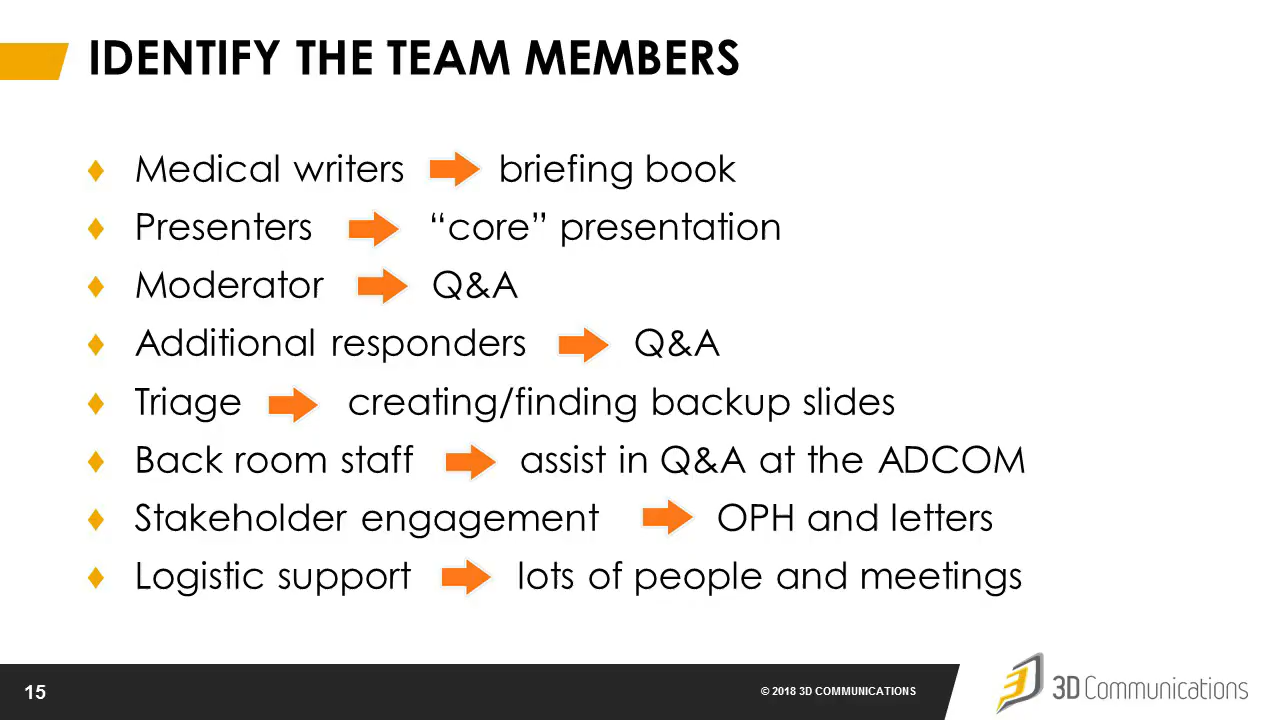 IDENTIFY THE TEAM MEMBERS
Medical writers briefing book
Presenters “core” presentation
Moderator Q&A
Additional responders Q&A
Triage creating/finding backup slides
Back room staff assist in Q&A at the ADCOM
Stakeholder engagement OPH and letters
Logistic support lots of people and meetings
15
© 2018 3D COMMUNICATIONS
3D Communications